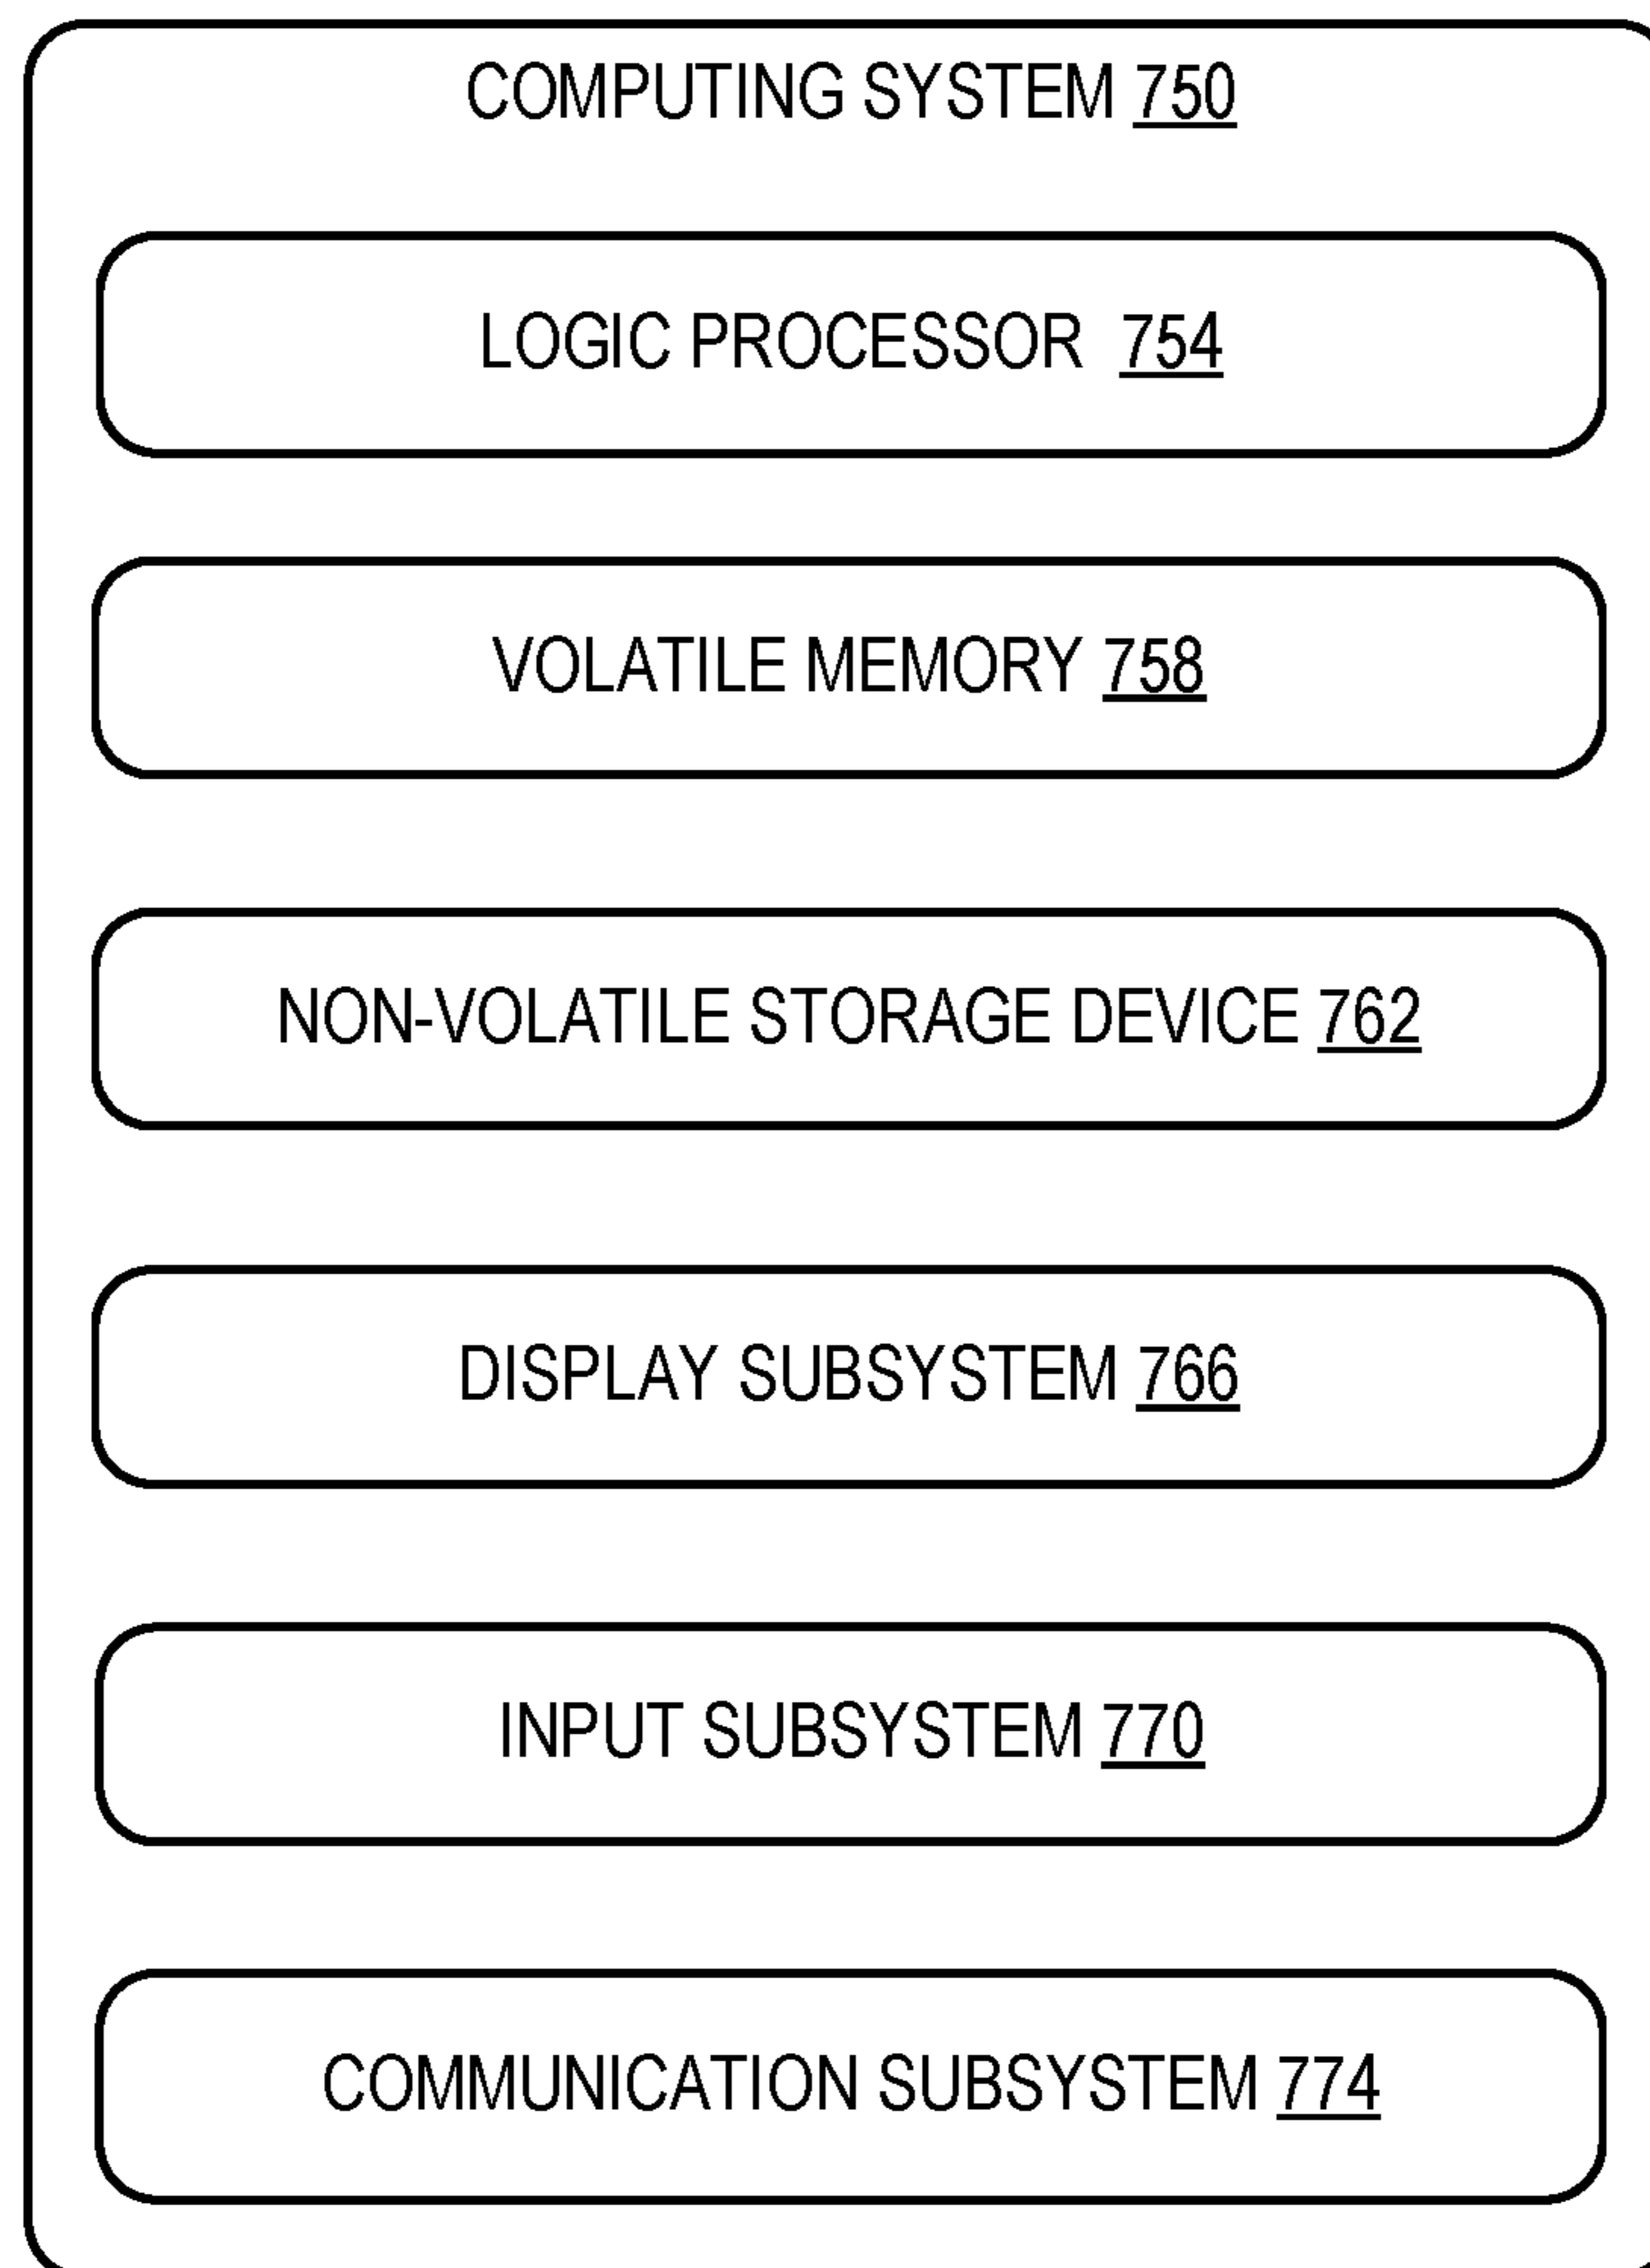 COMPUTING SYSTEM 750
LOGIC PROCESSOR 754
VOLATILE MEMORY 758
NON-VOLATILE STORAGE DEVICE 762
DISPLAY SUBSYSTEM 766
INPUT SUBSYSTEM 770
COMMUNICATION SUBSYSTEM 774